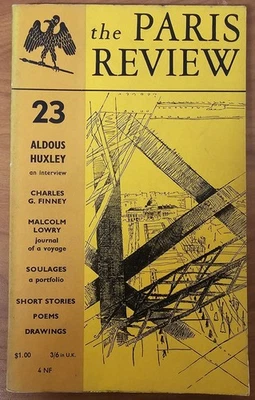 the PARIS
REVIEW
23
ALDOUS
HUXLEY
an interview
CHARLES
G. FINNEY
MALCOLM
LOWRY
journal
of a voyage
SOULAGES
a portfolio
SHORT STORIES
POEMS
DRAWINGS
$1.00 3/6 in U.K.
4 NF